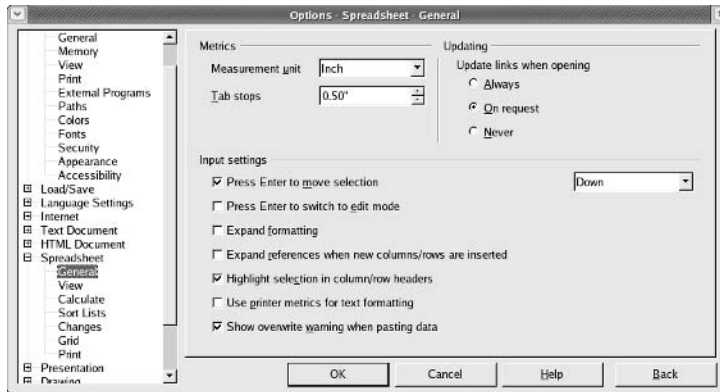 Options - Spreadsheet - General
General
Memory
View
Print
External Programs
Paths
Colors
Fonts
Security
Appearance
Accessibility
Load/Save
Language Settings
Internet
Text Document
HTML Document
Spreadsheet
General
View
Calculate
Sort Lists
Changes
Grid
Print
Presentation
Drawing
Metrics
Measurement unit Inch
Tab stops 0.50"
Updating
Update links when opening
Always
On request
Never
Input settings
Press Enter to move selection Down
Press Enter to switch to edit mode
Expand formatting
Expand references when new columns/rows are inserted
Highlight selection in column/row headers
Use printer metrics for text formatting
Show overwrite warning when pasting data
OK Cancel Help Back